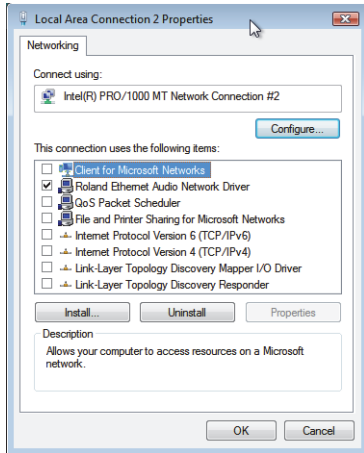 Local Area Connection 2 Properties
Networking
Connect using:
Intel(R) PRO/1000 MT Network Connection #2
Configure...
This connection uses the following items:
Client for Microsoft Networks
Roland Ethernet Audio Network Driver
QoS Packet Scheduler
File and Printer Sharing for Microsoft Networks
Internet Protocol Version 6 (TCP/IPv6)
Internet Protocol Version 4 (TCP/IPv4)
Link-Layer Topology Discovery Mapper I/O Driver
Link-Layer Topology Discovery Responder
Install... Uninstall Properties
Description
Allows your computer to access resources on a Microsoft
network.
OK Cancel